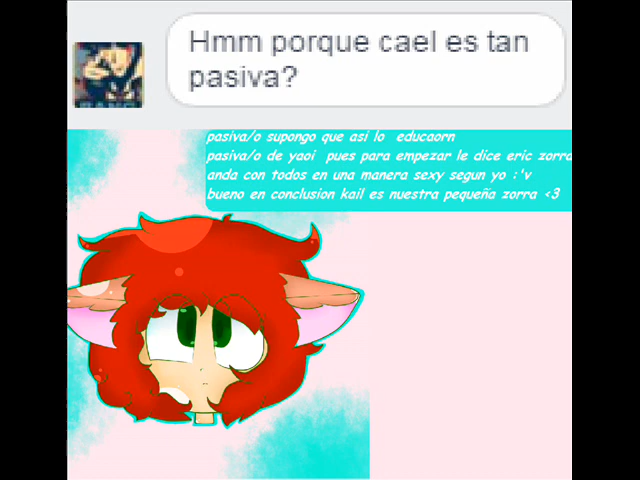 Hmm porque cael es tan
pasiva?
pasiva/o supongo que así lo educaorn
pasiva/o de yaoi pues para empezar le dice eric zorra
anda con todos en una manera sexy segun yo :'v
bueno en conclusion kail es nuestra pequeña zorra <3